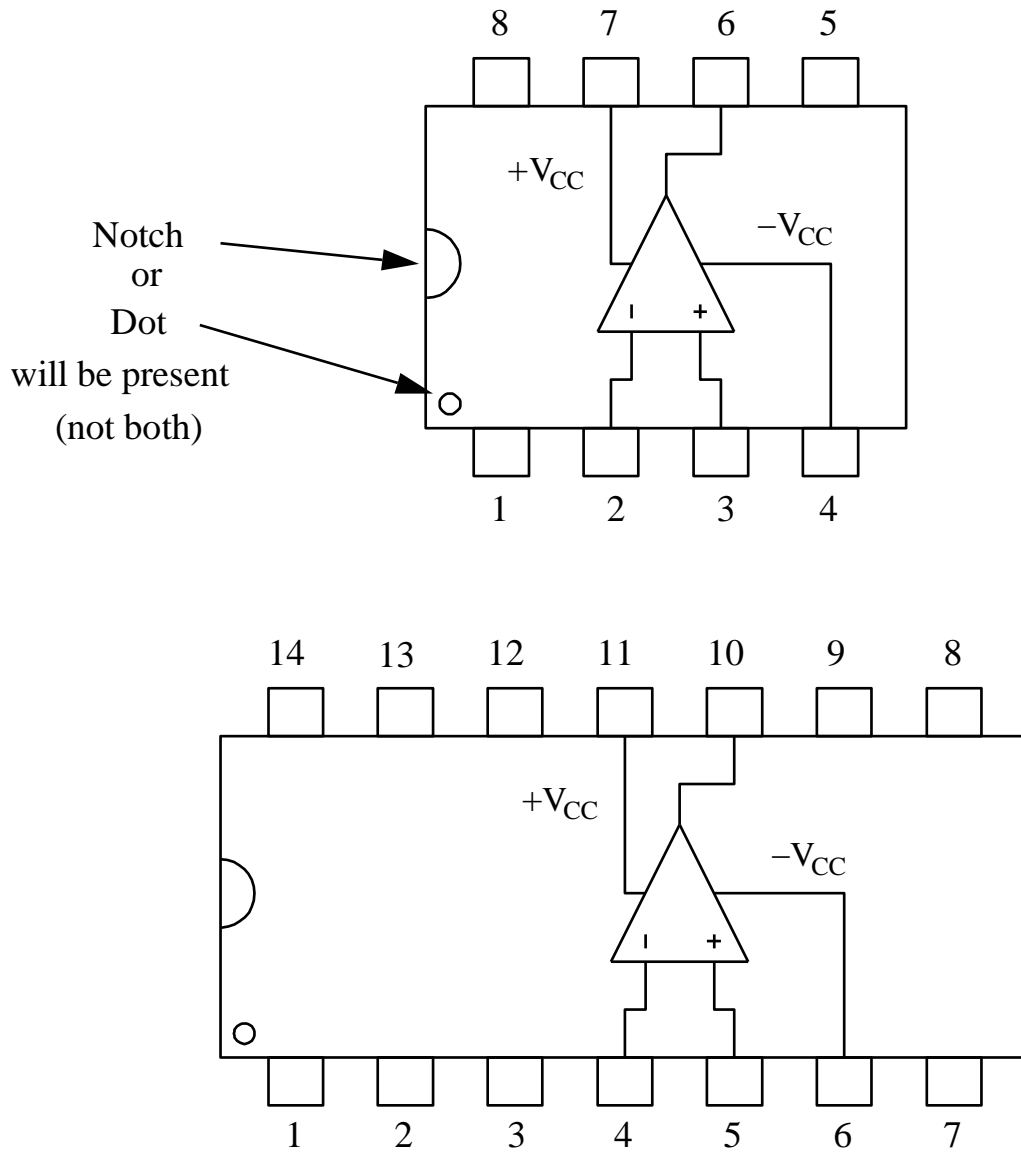 8 7 6 5
+VCC
–VCC
Notch
or
Dot
will be present
(not both)
– +
1 2 3 4
14 13 12 11 10 9 8
+VCC
–VCC
– +
1 2 3 4 5 6 7